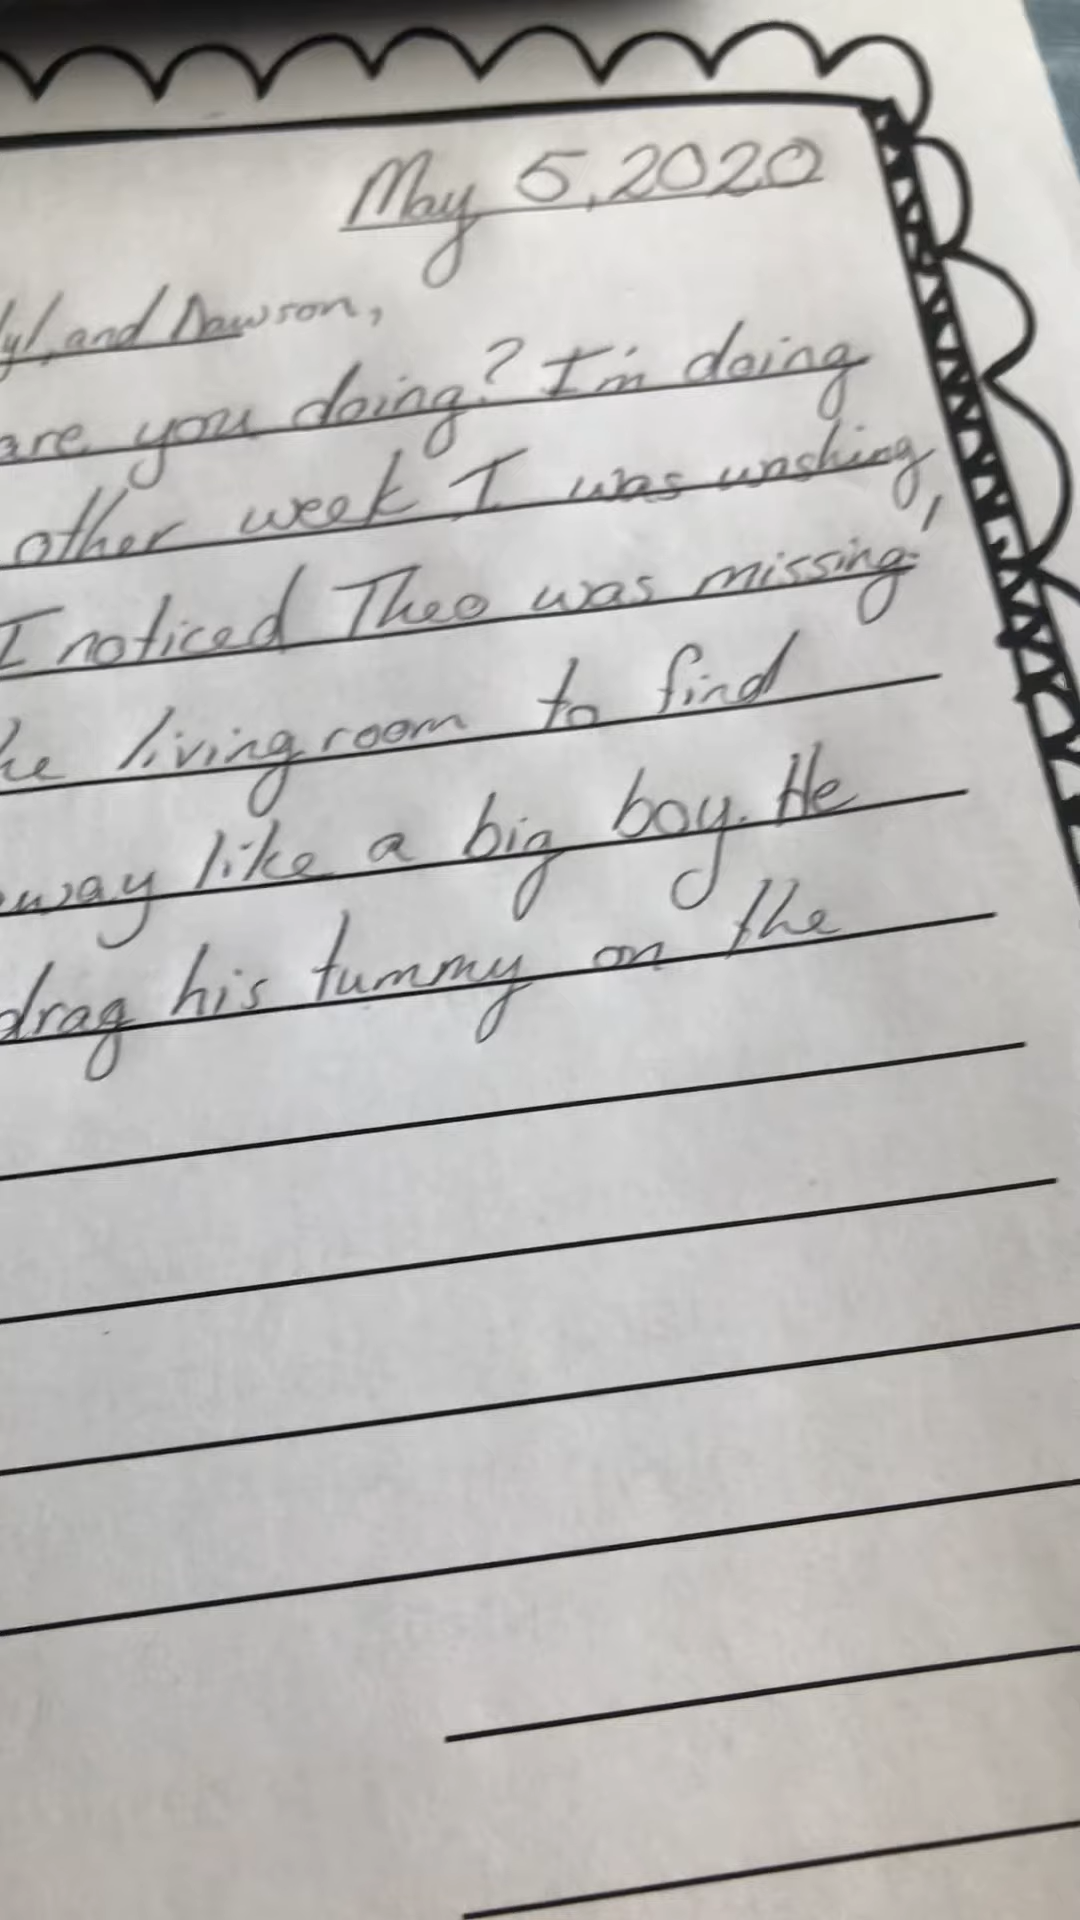 May 5, 2020
and Dawson,
are you doing? I'm doing
other week I was washing,
I noticed Theo was missing.
living room to find
like a big boy. He
drag his tummy on the